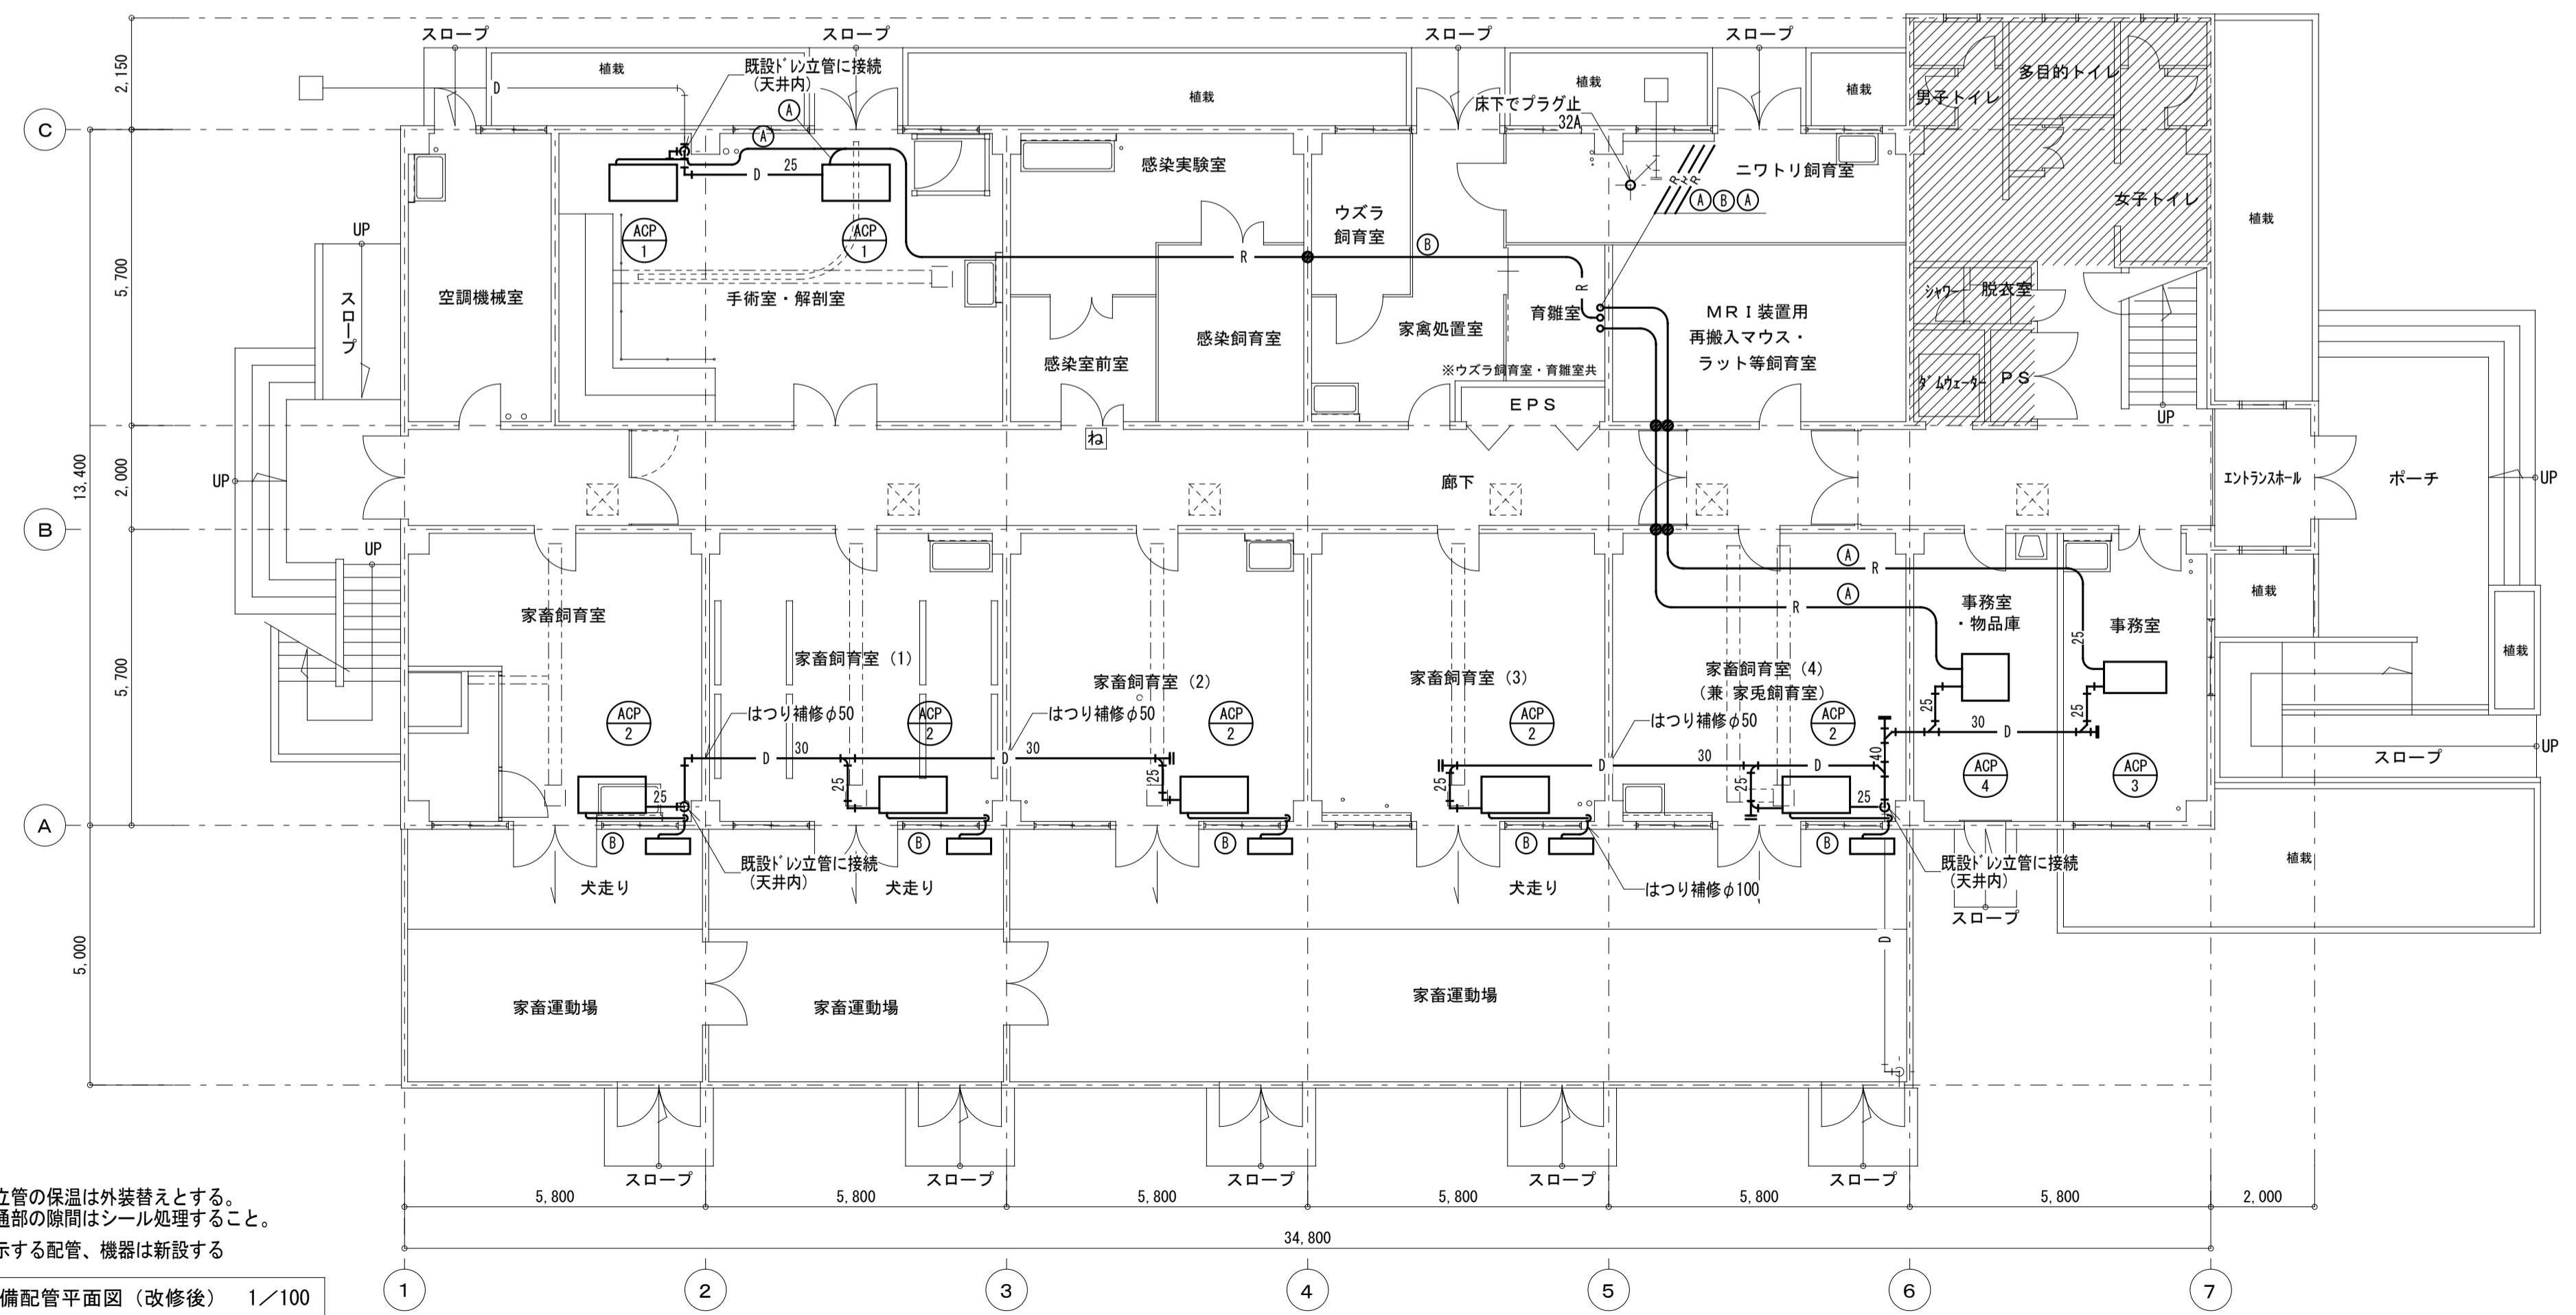 スロープ
スロープ
スロープ
スロープ
2,150
植栽
既設ﾄﾞﾚﾝ立管に接続
（天井内）
D
A
A
植栽
植栽
床下でプラグ止
32A
植栽
男子トイレ
多目的トイレ
C
D
25
感染実験室
ニワトリ飼育室
R
R
R
A B A
女子トイレ
植栽
UP
ACP
1
ACP
1
ウズラ
飼育室
B
R
R
5,700
スロープ
空調機械室
手術室・解剖室
感染室前室
感染飼育室
家禽処置室
育雛室
ＭＲＩ装置用
再搬入マウス・
ラット等飼育室
ｼｬﾜｰ
脱衣室
※ウズラ飼育室・育雛室共
ＥＰＳ
ﾀﾞﾑｳｪｰﾀｰ
ＰＳ
UP
ね
13,400
2,000
UP
廊下
ｴﾝﾄﾗﾝｽﾎｰﾙ
ポーチ
UP
B
UP
A
R
A
R
植栽
家畜飼育室
家畜飼育室（1）
家畜飼育室（2）
家畜飼育室（3）
家畜飼育室（4）
（兼 家兎飼育室）
事務室
・物品庫
25
事務室
植栽
5,700
ACP
2
はつり補修φ50
ACP
2
はつり補修φ50
ACP
2
ACP
2
はつり補修φ50
ACP
2
25
25
30
D
D
30
D
30
25
25
D
30
D
25
D
40
ACP
4
ACP
3
スロープ
UP
25
25
25
A
B
B
B
B
B
既設ﾄﾞﾚﾝ立管に接続
（天井内）
既設ﾄﾞﾚﾝ立管に接続
（天井内）
植栽
犬走り
犬走り
犬走り
はつり補修φ100
スロープ
5,000
D
家畜運動場
家畜運動場
家畜運動場
スロープ
スロープ
スロープ
スロープ
スロープ
立管の保温は外装替えとする。
通部の隙間はシール処理すること。
示する配管、機器は新設する
5,800
5,800
5,800
5,800
5,800
5,800
2,000
34,800
備配管平面図（改修後） 1／100
1
2
3
4
5
6
7